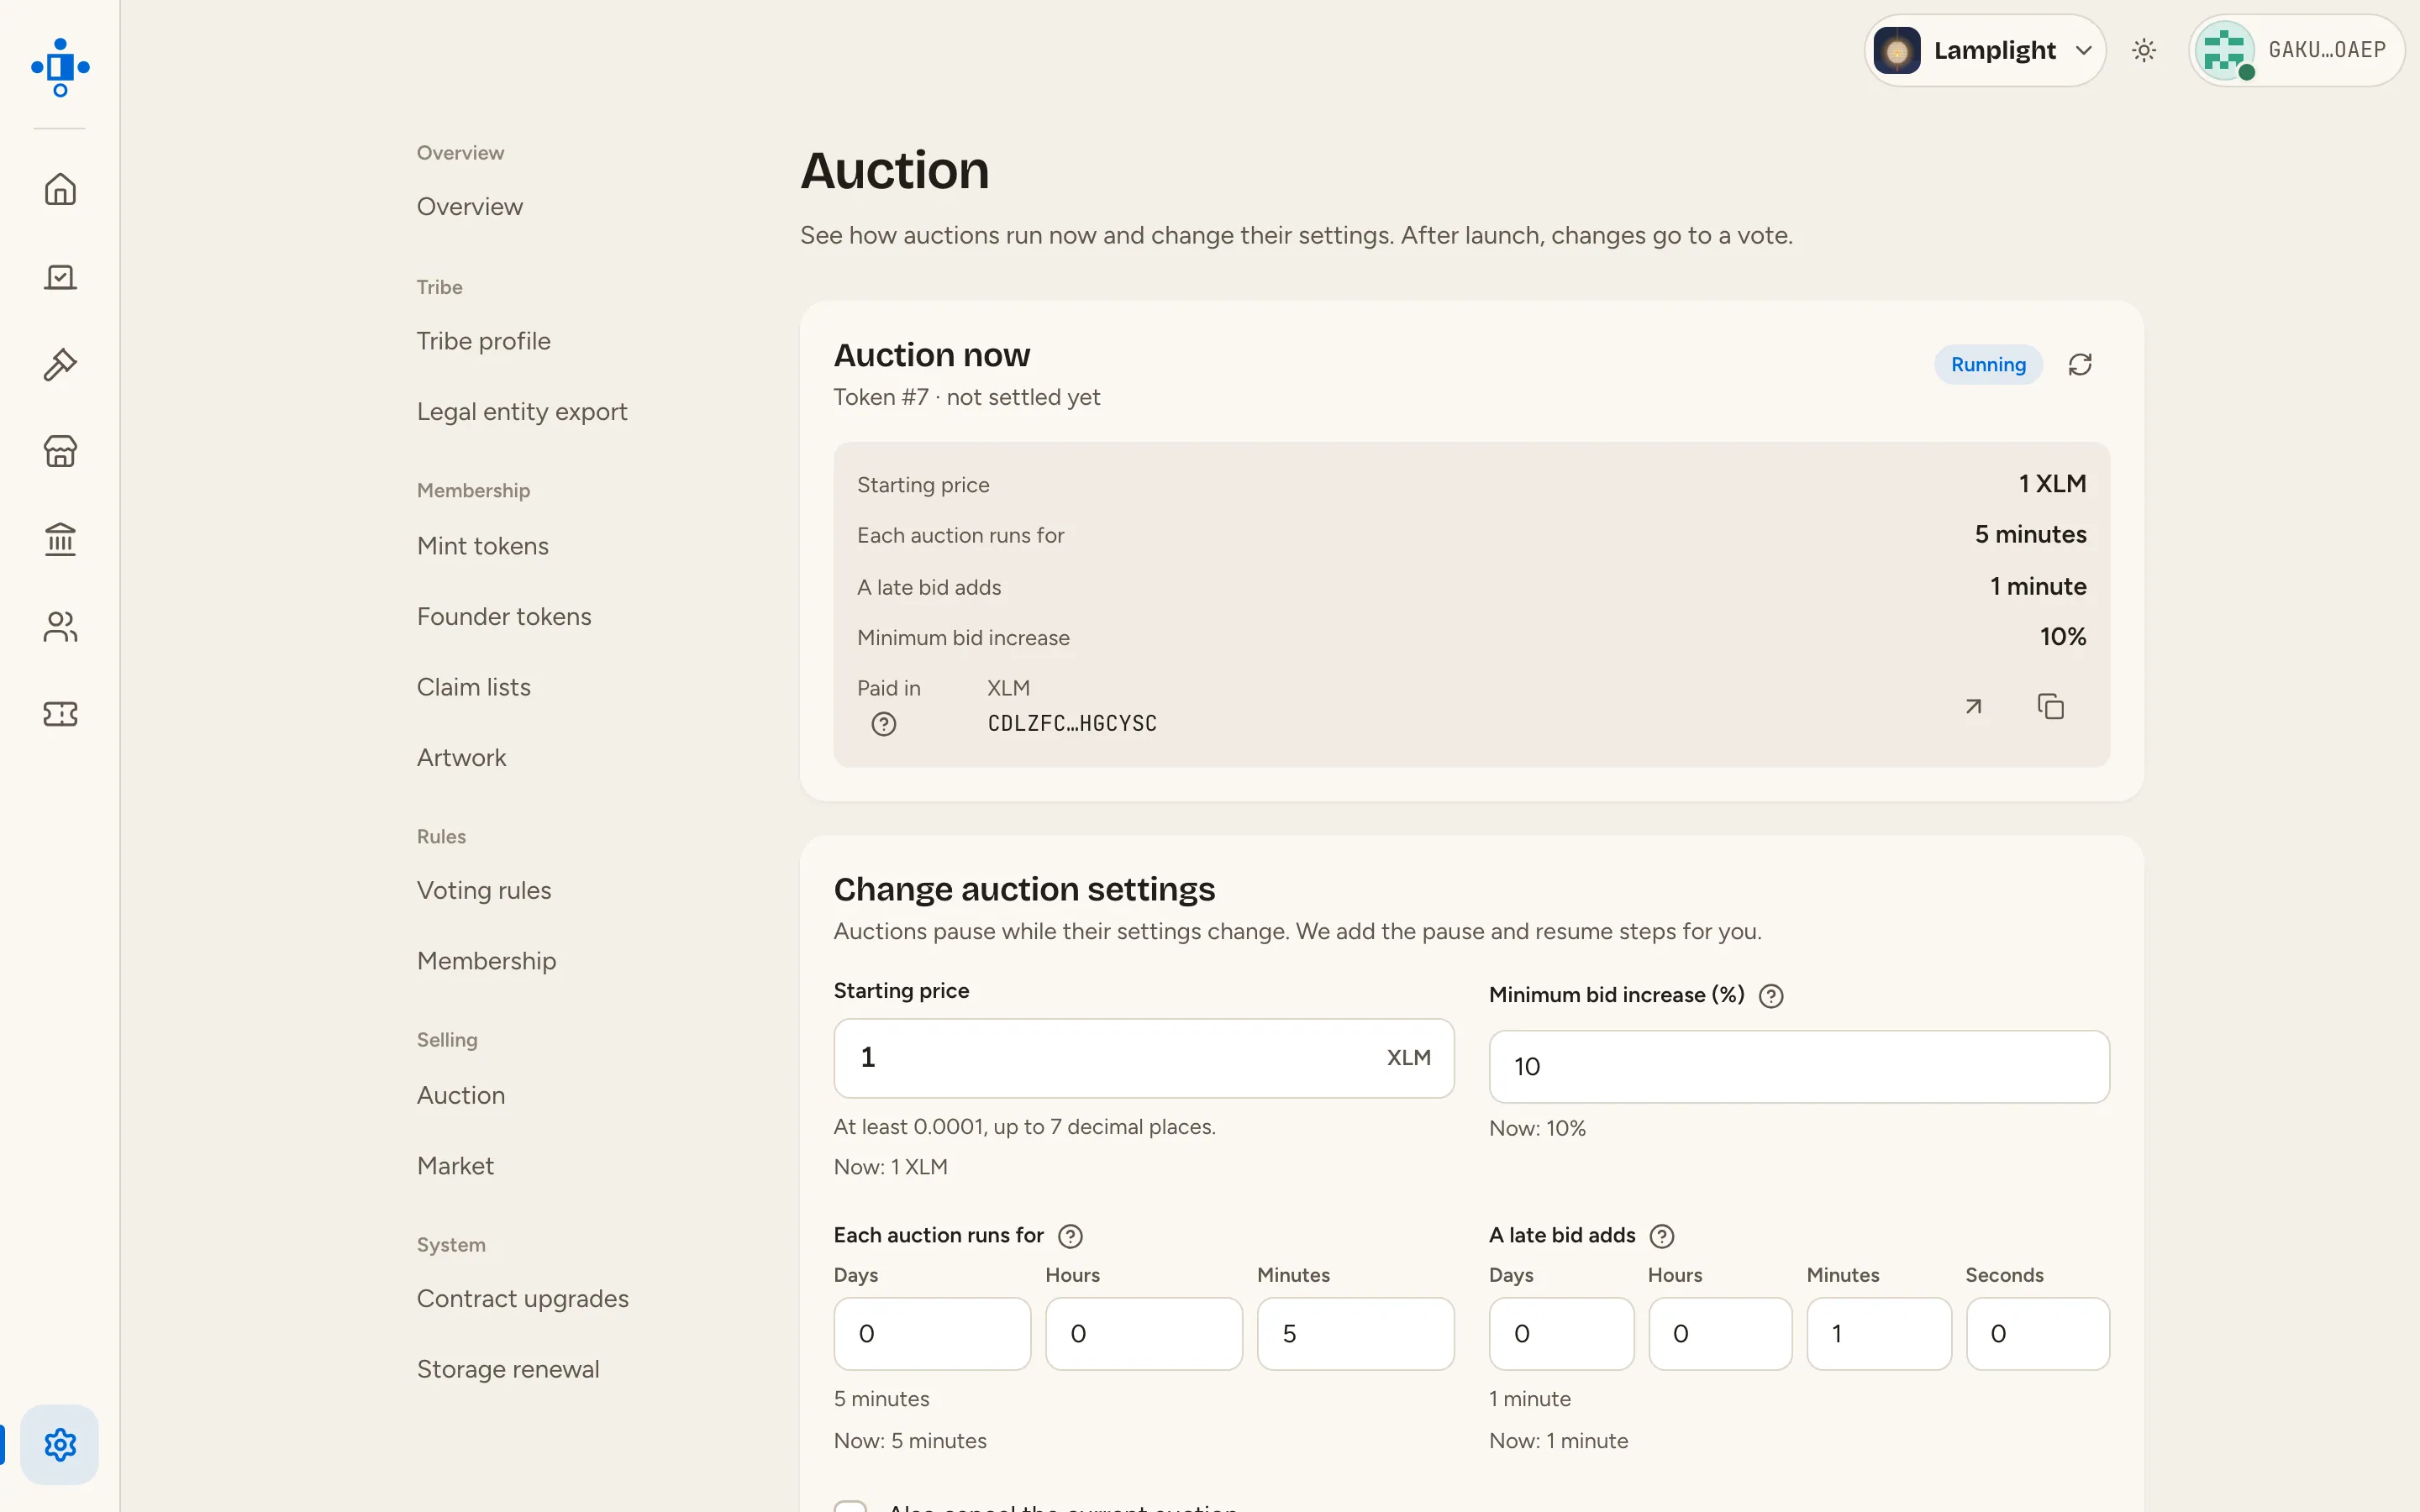 Lamplight
GAKU…OAEP
Overview
Overview
Tribe
Tribe profile
Legal entity export
Membership
Mint tokens
Founder tokens
Claim lists
Artwork
Rules
Voting rules
Membership
Selling
Auction
Market
System
Contract upgrades
Storage renewal
Auction
See how auctions run now and change their settings. After launch, changes go to a vote.
Auction now
Running
Token #7 · not settled yet
Starting price 1 XLM
Each auction runs for 5 minutes
A late bid adds 1 minute
Minimum bid increase 10%
Paid in XLM
CDLZFC…HGCYSC
Change auction settings
Auctions pause while their settings change. We add the pause and resume steps for you.
Starting price
1 XLM
At least 0.0001, up to 7 decimal places.
Now: 1 XLM
Minimum bid increase (%)
10
Now: 10%
Each auction runs for
Days Hours Minutes
0 0 5
5 minutes
Now: 5 minutes
A late bid adds
Days Hours Minutes Seconds
0 0 1 0
1 minute
Now: 1 minute
Also cancel the current auction